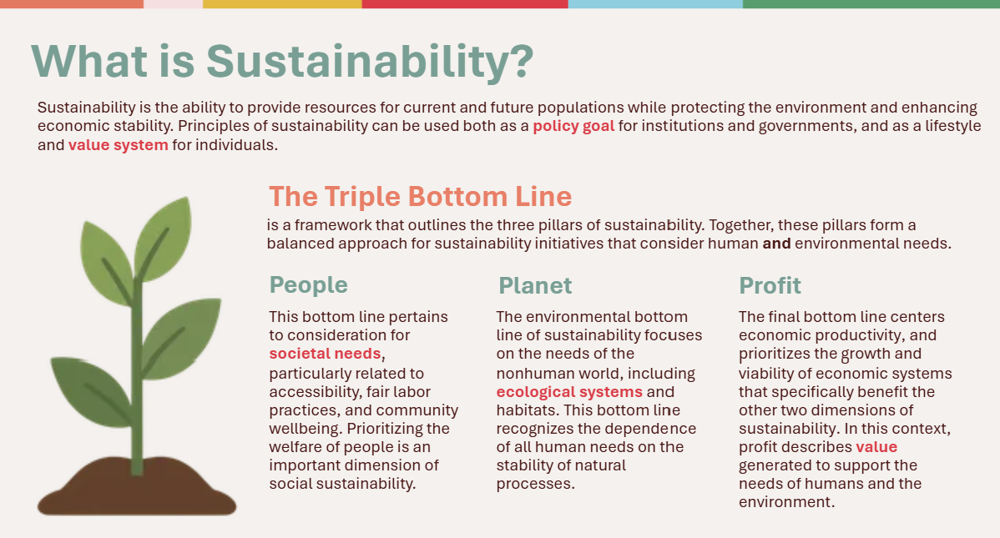 What is Sustainability?
Sustainability is the ability to provide resources for current and future populations while protecting the environment and enhancing
economic stability. Principles of sustainability can be used both as a policy goal for institutions and governments, and as a lifestyle
and value system for individuals.
The Triple Bottom Line
is a framework that outlines the three pillars of sustainability. Together, these pillars form a
balanced approach for sustainability initiatives that consider human and environmental needs.
People
This bottom line pertains
to consideration for
societal needs,
particularly related to
accessibility, fair labor
practices, and community
wellbeing. Prioritizing the
welfare of people is an
important dimension of
social sustainability.
Planet
The environmental bottom
line of sustainability focuses
on the needs of the
nonhuman world, including
ecological systems and
habitats. This bottom line
recognizes the dependence
of all human needs on the
stability of natural
processes.
Profit
The final bottom line centers
economic productivity, and
prioritizes the growth and
viability of economic systems
that specifically benefit the
other two dimensions of
sustainability. In this context,
profit describes value
generated to support the
needs of humans and the
environment.